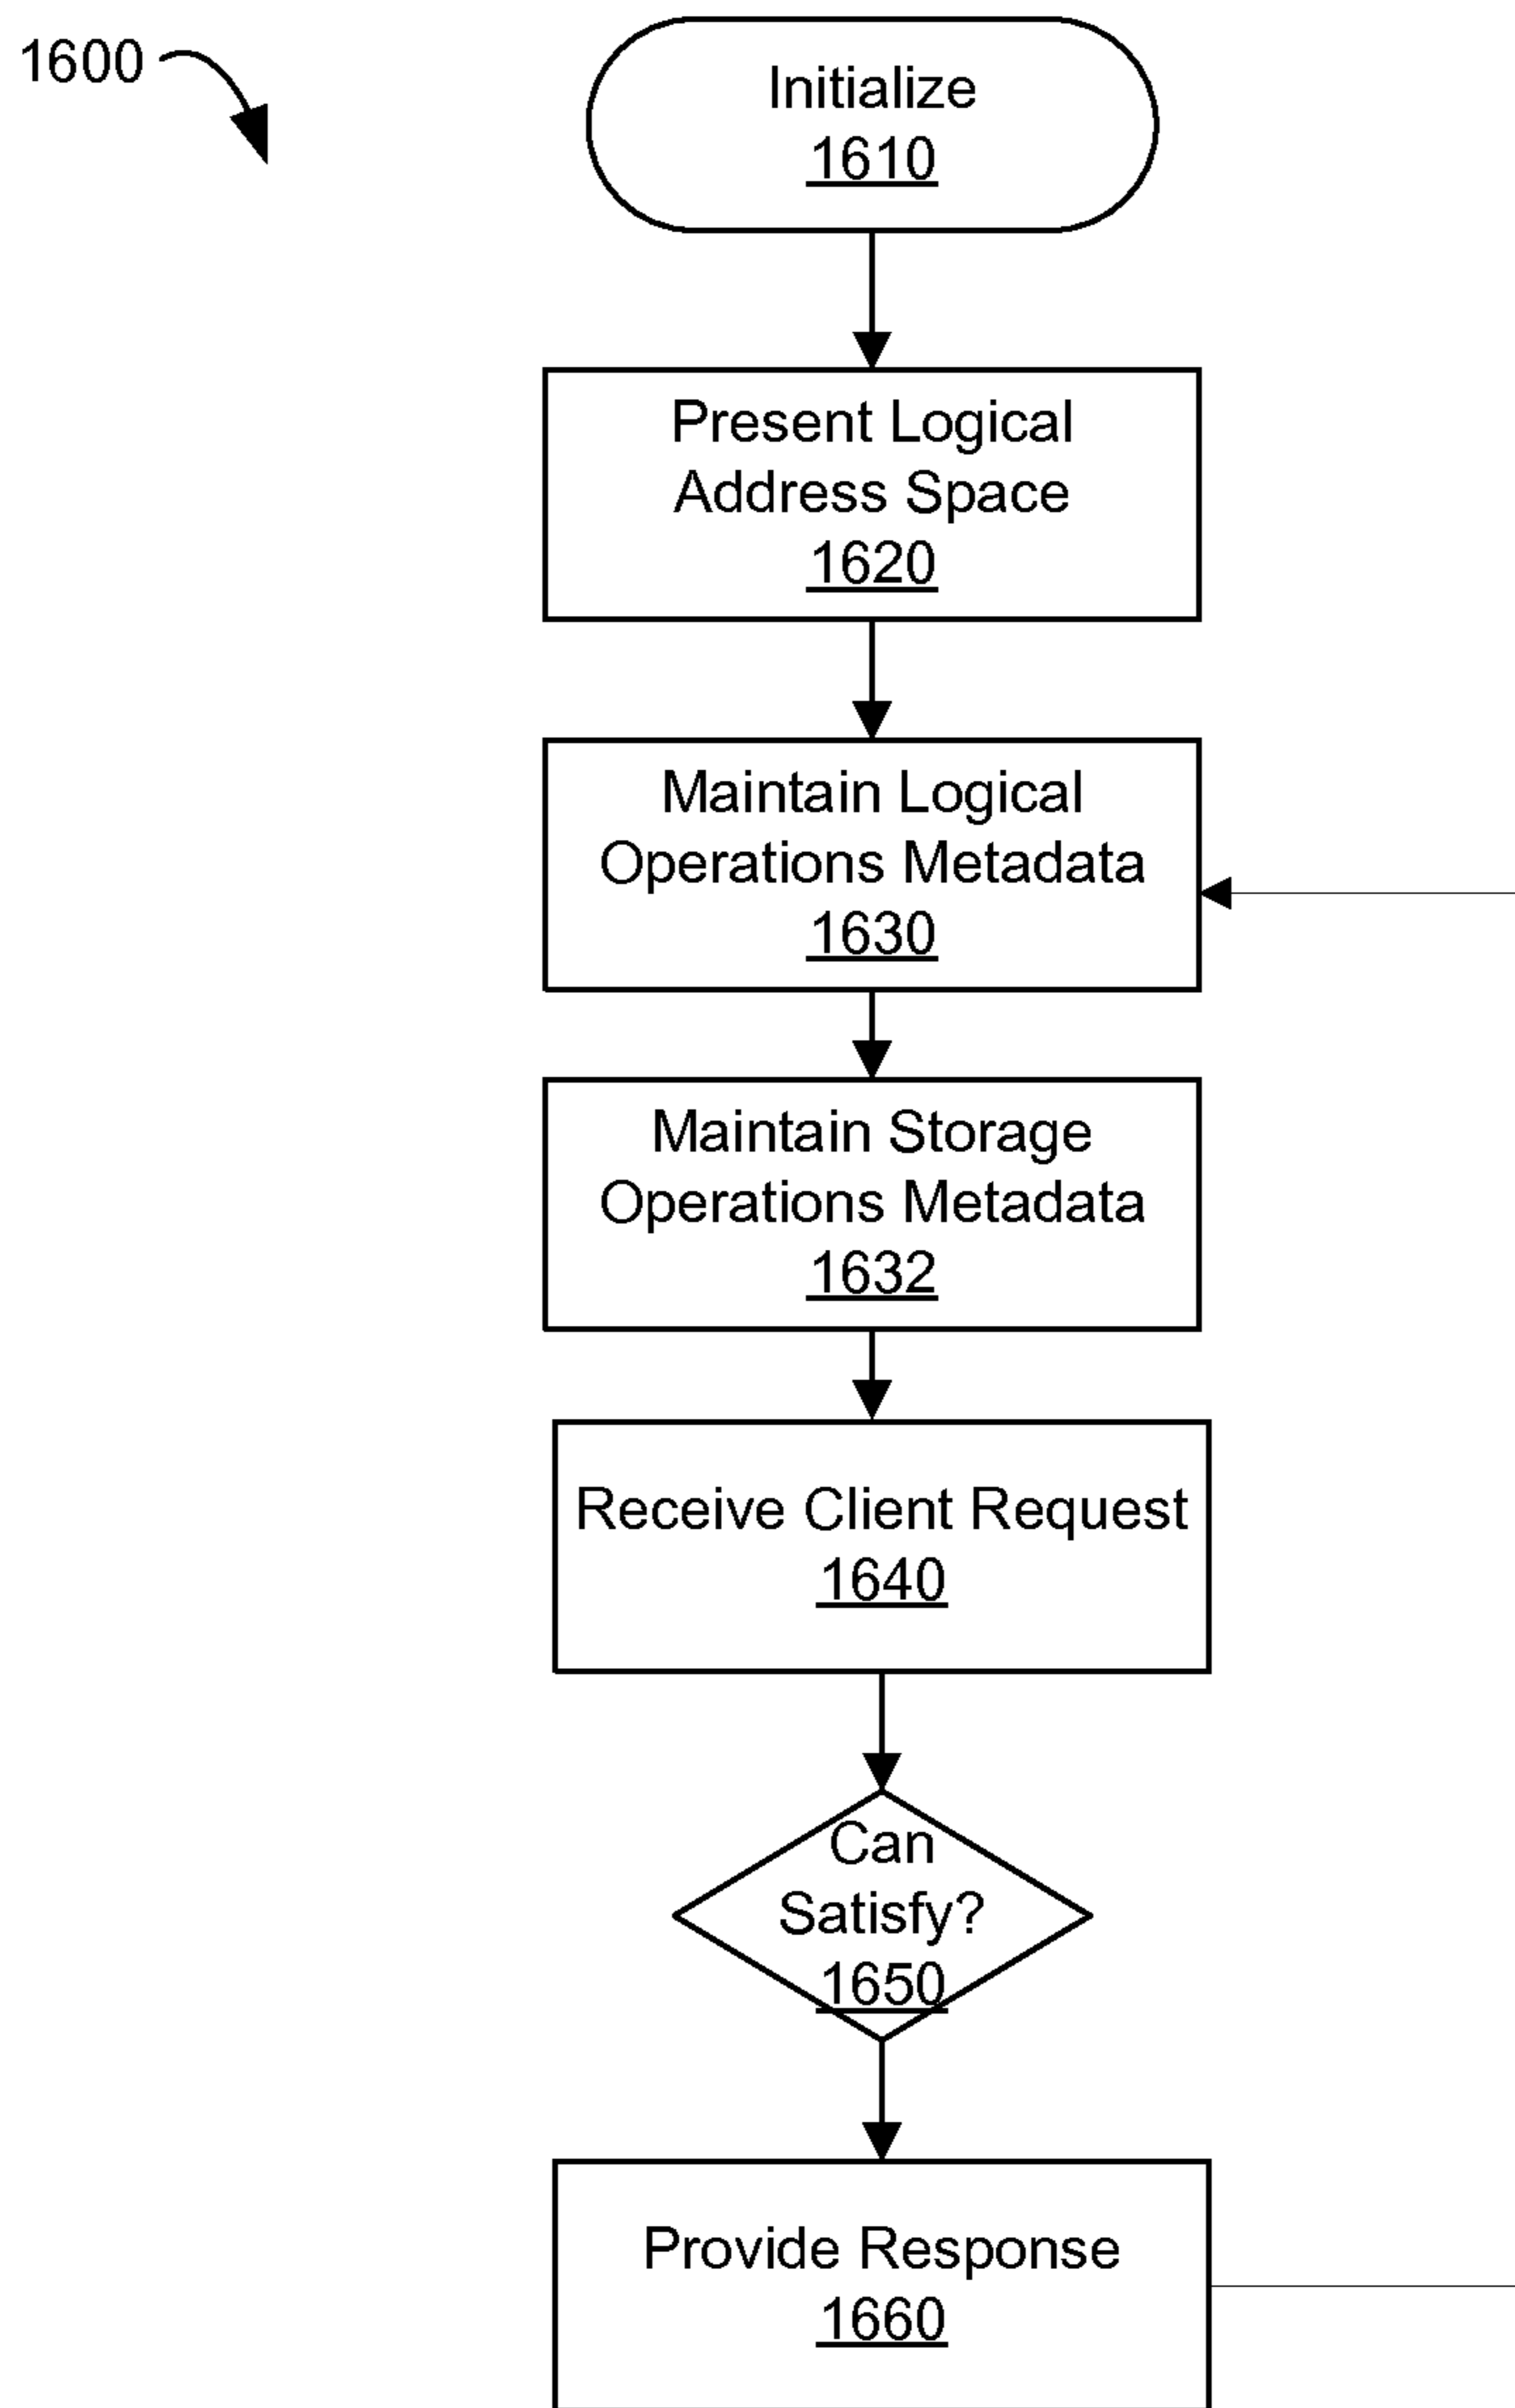 1600
Initialize
1610
Present Logical
Address Space
1620
Maintain Logical
Operations Metadata
1630
Maintain Storage
Operations Metadata
1632
Receive Client Request
1640
Can
Satisfy?
1650
Provide Response
1660